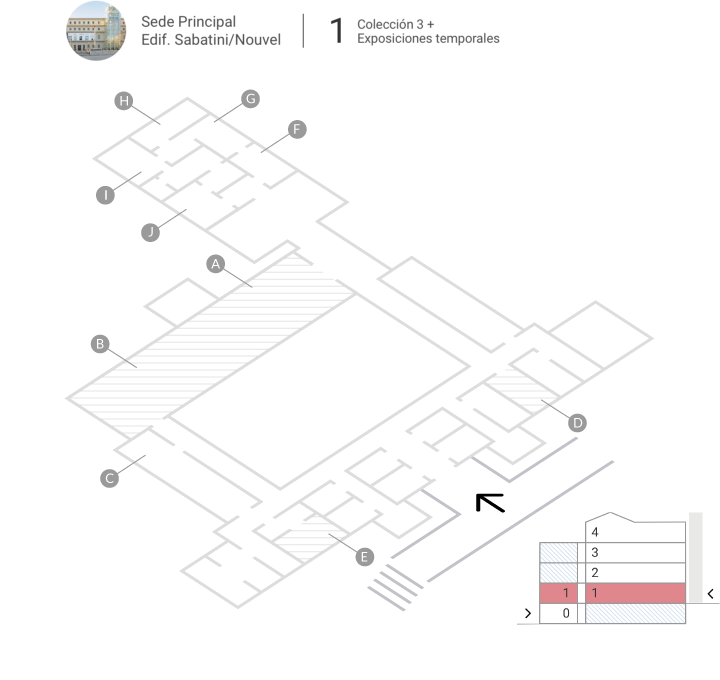 Sede Principal
Edif. Sabatini/Nouvel
1
Colección 3 +
Exposiciones temporales
H
G
F
I
J
A
B
D
C
E
4
3
2
1 1
0